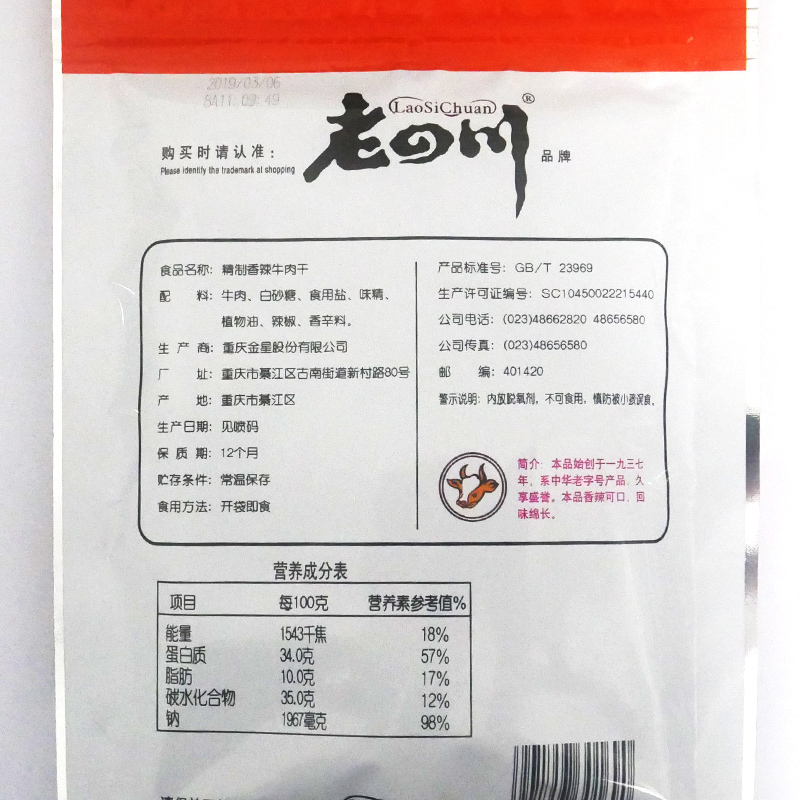 2019/03/06
8A11:09:49
LaoSiChuan
®
老四川
购买时请认准：
品牌
Please identify the trademark at shopping
食品名称：精制香辣牛肉干
配 料：牛肉、白砂糖、食用盐、味精、
植物油、辣椒、香辛料。
生 产 商：重庆金星股份有限公司
厂 址：重庆市綦江区古南街道新村路80号
产 地：重庆市綦江区
生产日期：见喷码
保 质 期：12个月
贮存条件：常温保存
食用方法：开袋即食
产品标准号：GB/T 23969
生产许可证编号：SC10450022215440
公司电话：(023)48662820 48656580
公司传真：(023)48656580
邮 编：401420
警示说明：内放脱氧剂，不可食用，慎防被小孩误食。
简介：本品始创于一九三七
年，系中华老字号产品，久
享盛誉。本品香辣可口，回
味绵长。
营养成分表
项目 每100克 营养素参考值%
能量 1543千焦 18%
蛋白质 34.0克 57%
脂肪 10.0克 17%
碳水化合物 35.0克 12%
钠 1967毫克 98%